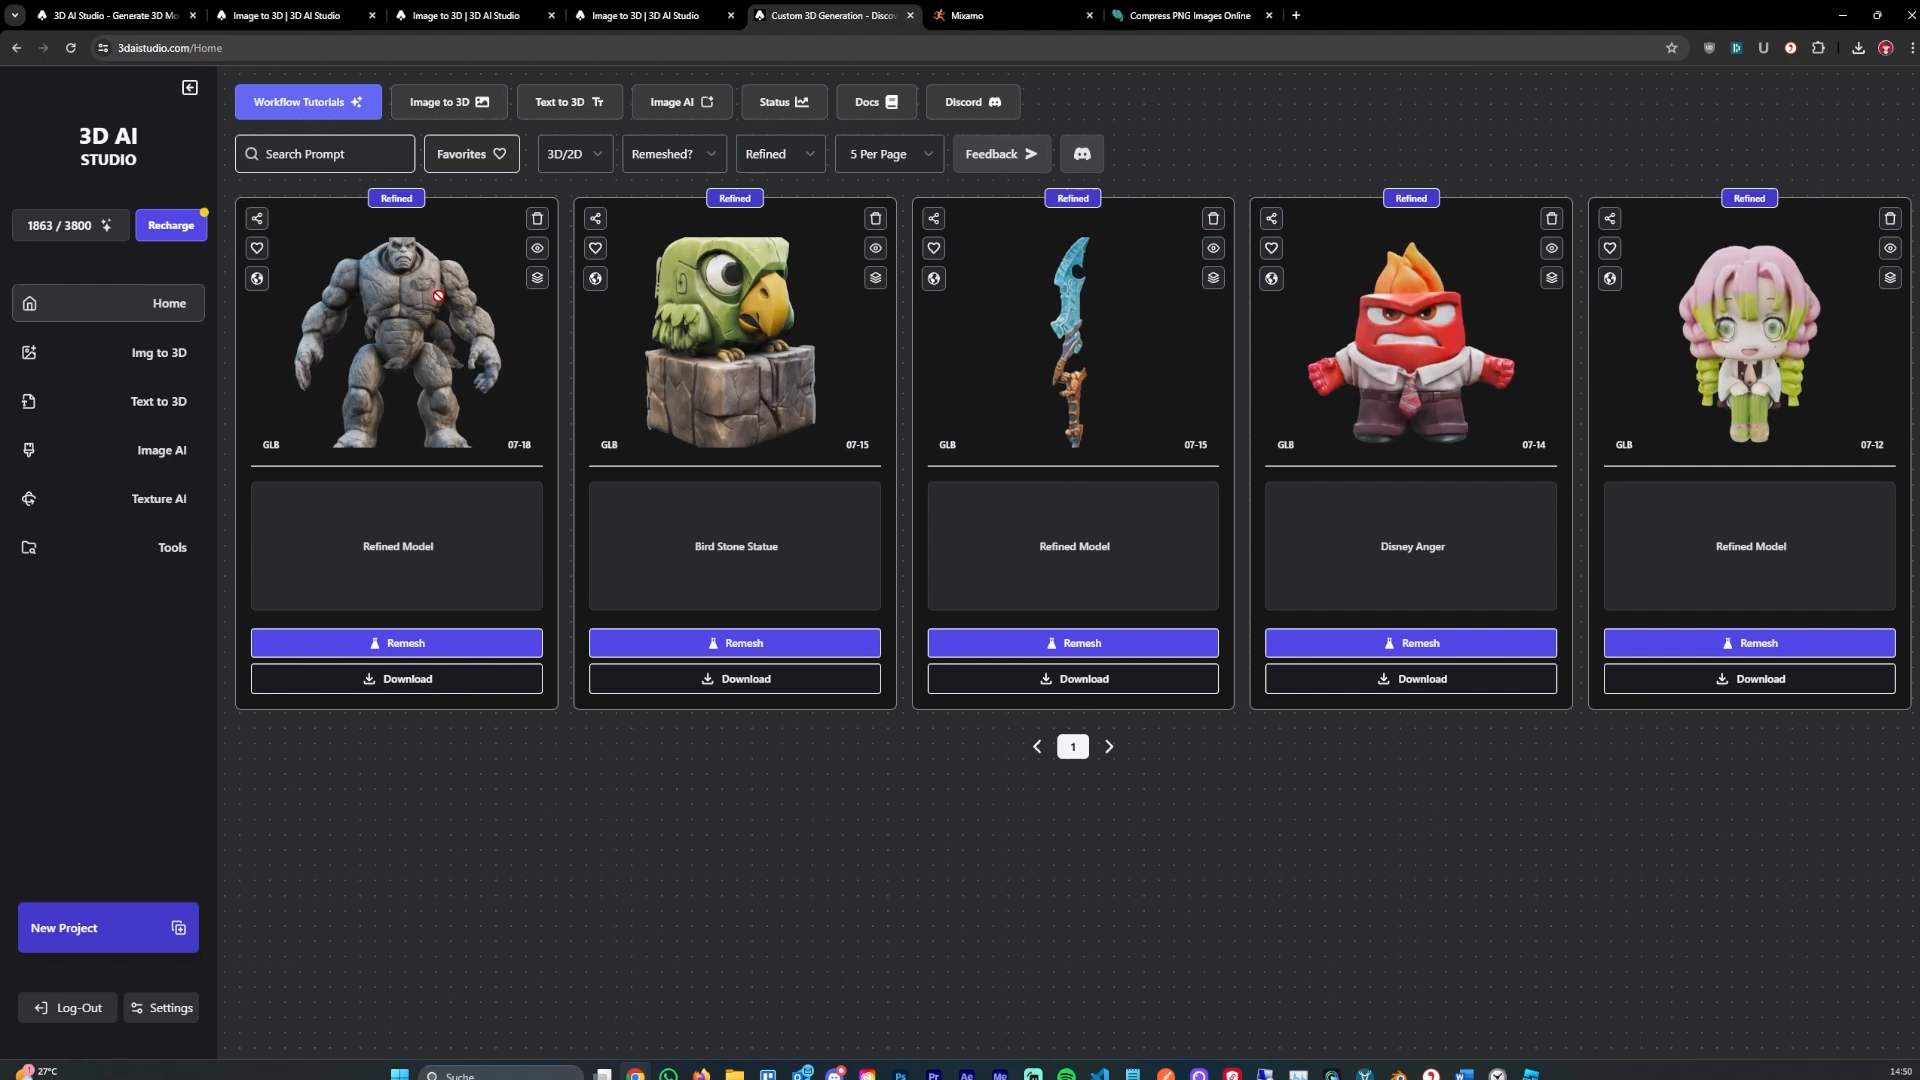 3D AI Studio - Generate 3D Mo
Image to 3D | 3D AI Studio
Image to 3D | 3D AI Studio
Image to 3D | 3D AI Studio
Custom 3D Generation - Disco
Mixamo
Compress PNG Images Online
3daistudio.com/Home
3D AI
STUDIO
1863 / 3800
Recharge
Home
Img to 3D
Text to 3D
Image AI
Texture AI
Tools
New Project
Log-Out
Settings
Workflow Tutorials
Image to 3D
Text to 3D
Image AI
Status
Docs
Discord
Search Prompt
Favorites
3D/2D
Remeshed?
Refined
5 Per Page
Feedback
Refined
GLB
07-18
Refined Model
Remesh
Download
Refined
GLB
07-15
Bird Stone Statue
Remesh
Download
Refined
GLB
07-15
Refined Model
Remesh
Download
Refined
GLB
07-14
Disney Anger
Remesh
Download
Refined
GLB
07-12
Refined Model
Remesh
Download
1
27°C
Suche
Ps
Pr
Ae
Me
14:50